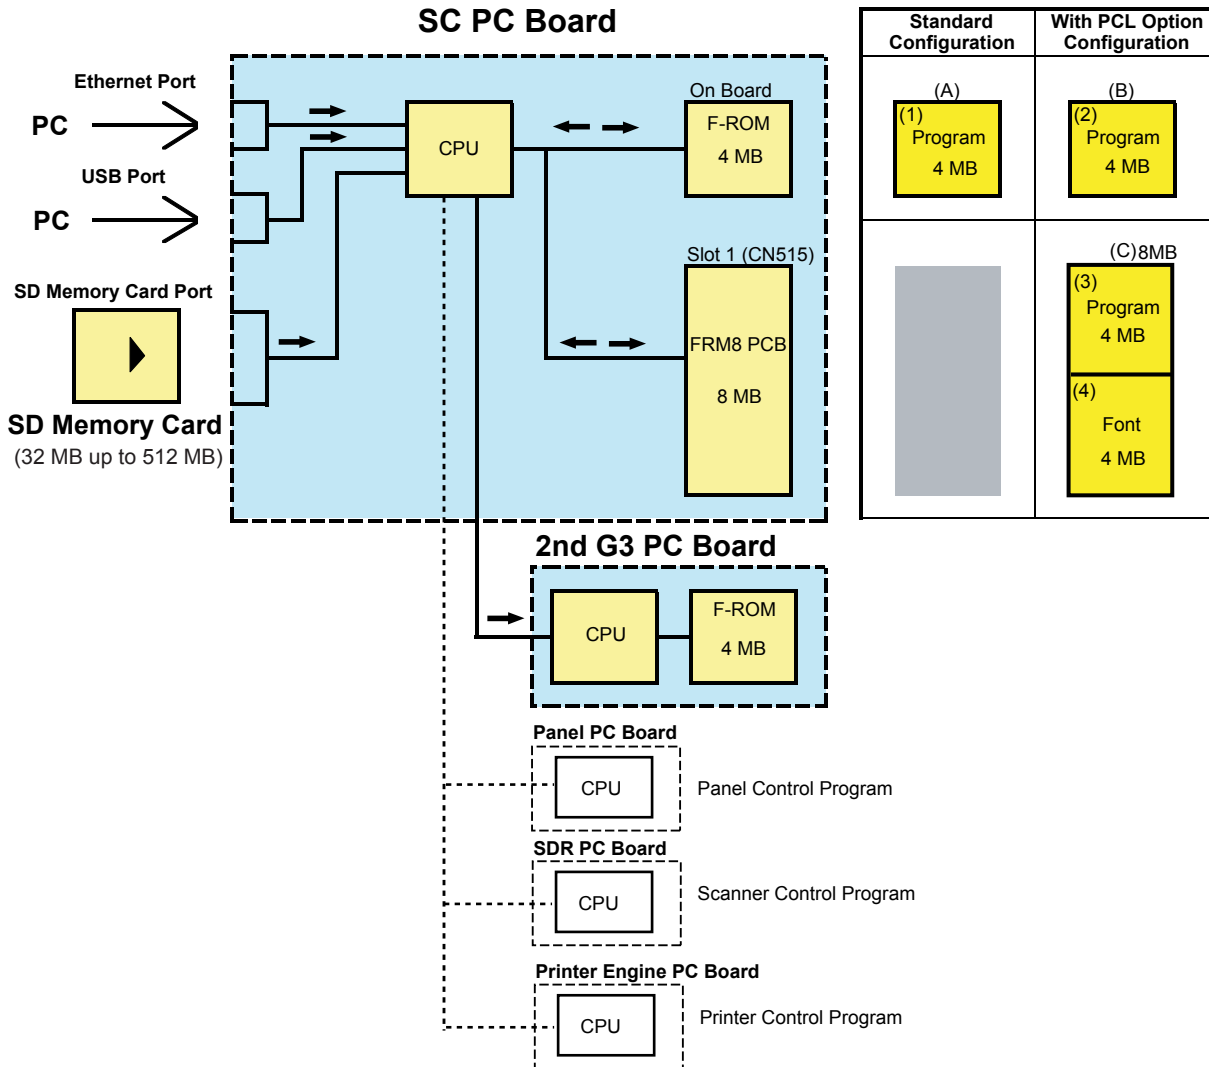 SC PC Board
Ethernet Port
PC
USB Port
PC
SD Memory Card Port
SD Memory Card
(32 MB up to 512 MB)
CPU
On Board
F-ROM
4 MB
Slot 1 (CN515)
FRM8 PCB
8 MB
Standard
Configuration
With PCL Option
Configuration
(A)
(1)
Program
4 MB
(B)
(2)
Program
4 MB
(C) 8MB
(3)
Program
4 MB
(4)
Font
4 MB
2nd G3 PC Board
CPU
F-ROM
4 MB
Panel PC Board
CPU
Panel Control Program
SDR PC Board
CPU
Scanner Control Program
Printer Engine PC Board
CPU
Printer Control Program